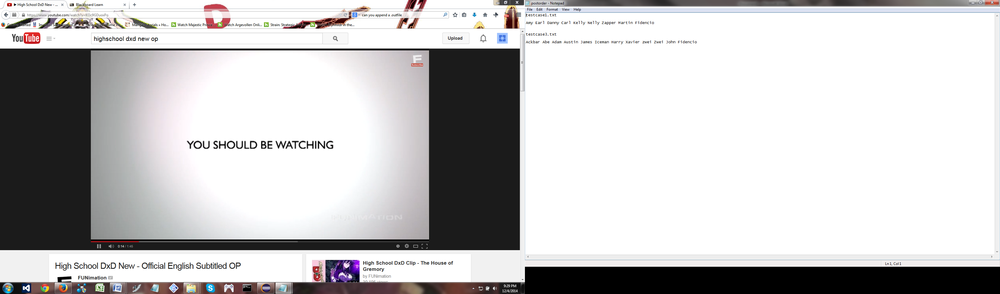 ▶ High School DxD New - ...
Blackboard Learn
https://www.youtube.com/watch?v=KOc9GDuoxPo
can you append a .outfile
Getting Started
Inventor Says Armor C...
Spring 2014 Anime Vi...
Manga Tutorials » Ho...
Watch Majestic Prince ...
Watch Argevollen Onli...
Strain: Strategic Armo...
Watch Brynhildr in the...
YouTube
highschool dxd new op
Upload
F
Subscribe
YOU SHOULD BE WATCHING
FUNIMATION
0:14 / 1:45
High School DxD New - Official English Subtitled OP
FUNimation
High School DxD Clip - The House of
Gremory
by FUNimation
9:29 PM
12/4/2014
postorder - Notepad
File Edit Format View Help
testcase1.txt
Amy Earl Danny Carl Kelly Nelly Zapper Martin Fidencio
testcase3.txt
Ackbar Abe Adam Austin James Iceman Harry Xavier zwei Zwei John Fidencio
Ln 1, Col 1